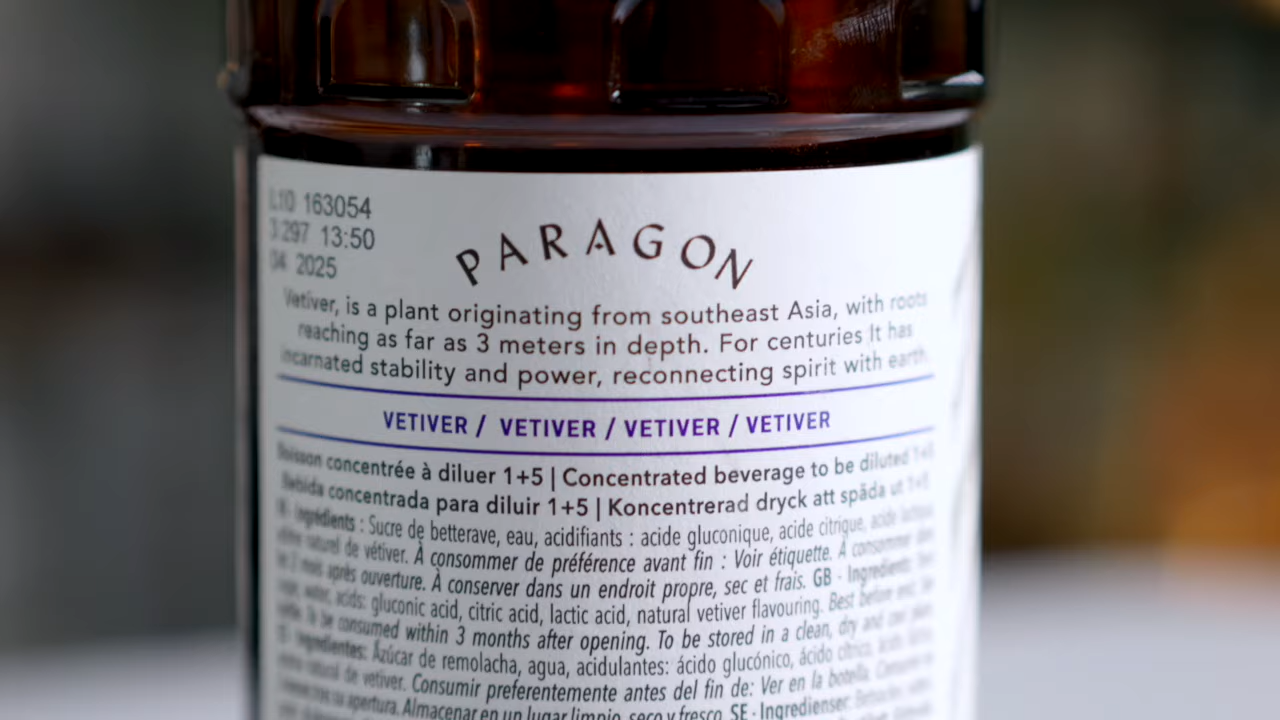 L10 163054
3297 13:50
04 2025
PARAGON
Vetiver, is a plant originating from southeast Asia, with roots
reaching as far as 3 meters in depth. For centuries It has
incarnated stability and power, reconnecting spirit with earth.
VETIVER / VETIVER / VETIVER / VETIVER
Boisson concentrée à diluer 1+5 | Concentrated beverage to be diluted 1+5
Bebida concentrada para diluir 1+5 | Koncentrerad dryck att späda ut 1+5
Ingrédients : Sucre de betterave, eau, acidifiants : acide gluconique, acide citrique, acide
naturel de vétiver. À consommer de préférence avant fin : Voir étiquette. À consommer
après ouverture. À conserver dans un endroit propre, sec et frais. GB - Ingredients:
water, acids: gluconic acid, citric acid, lactic acid, natural vetiver flavouring. Best before end:
To be consumed within 3 months after opening. To be stored in a clean, dry and
Ingredientes: Azúcar de remolacha, agua, acidulantes: ácido glucónico, ácido cítrico,
natural de vetiver. Consumir preferentemente antes del fin de: Ver en la botella.
su apertura. Almacenar en un lugar limpio, seco y fresco. SE - Ingredienser: